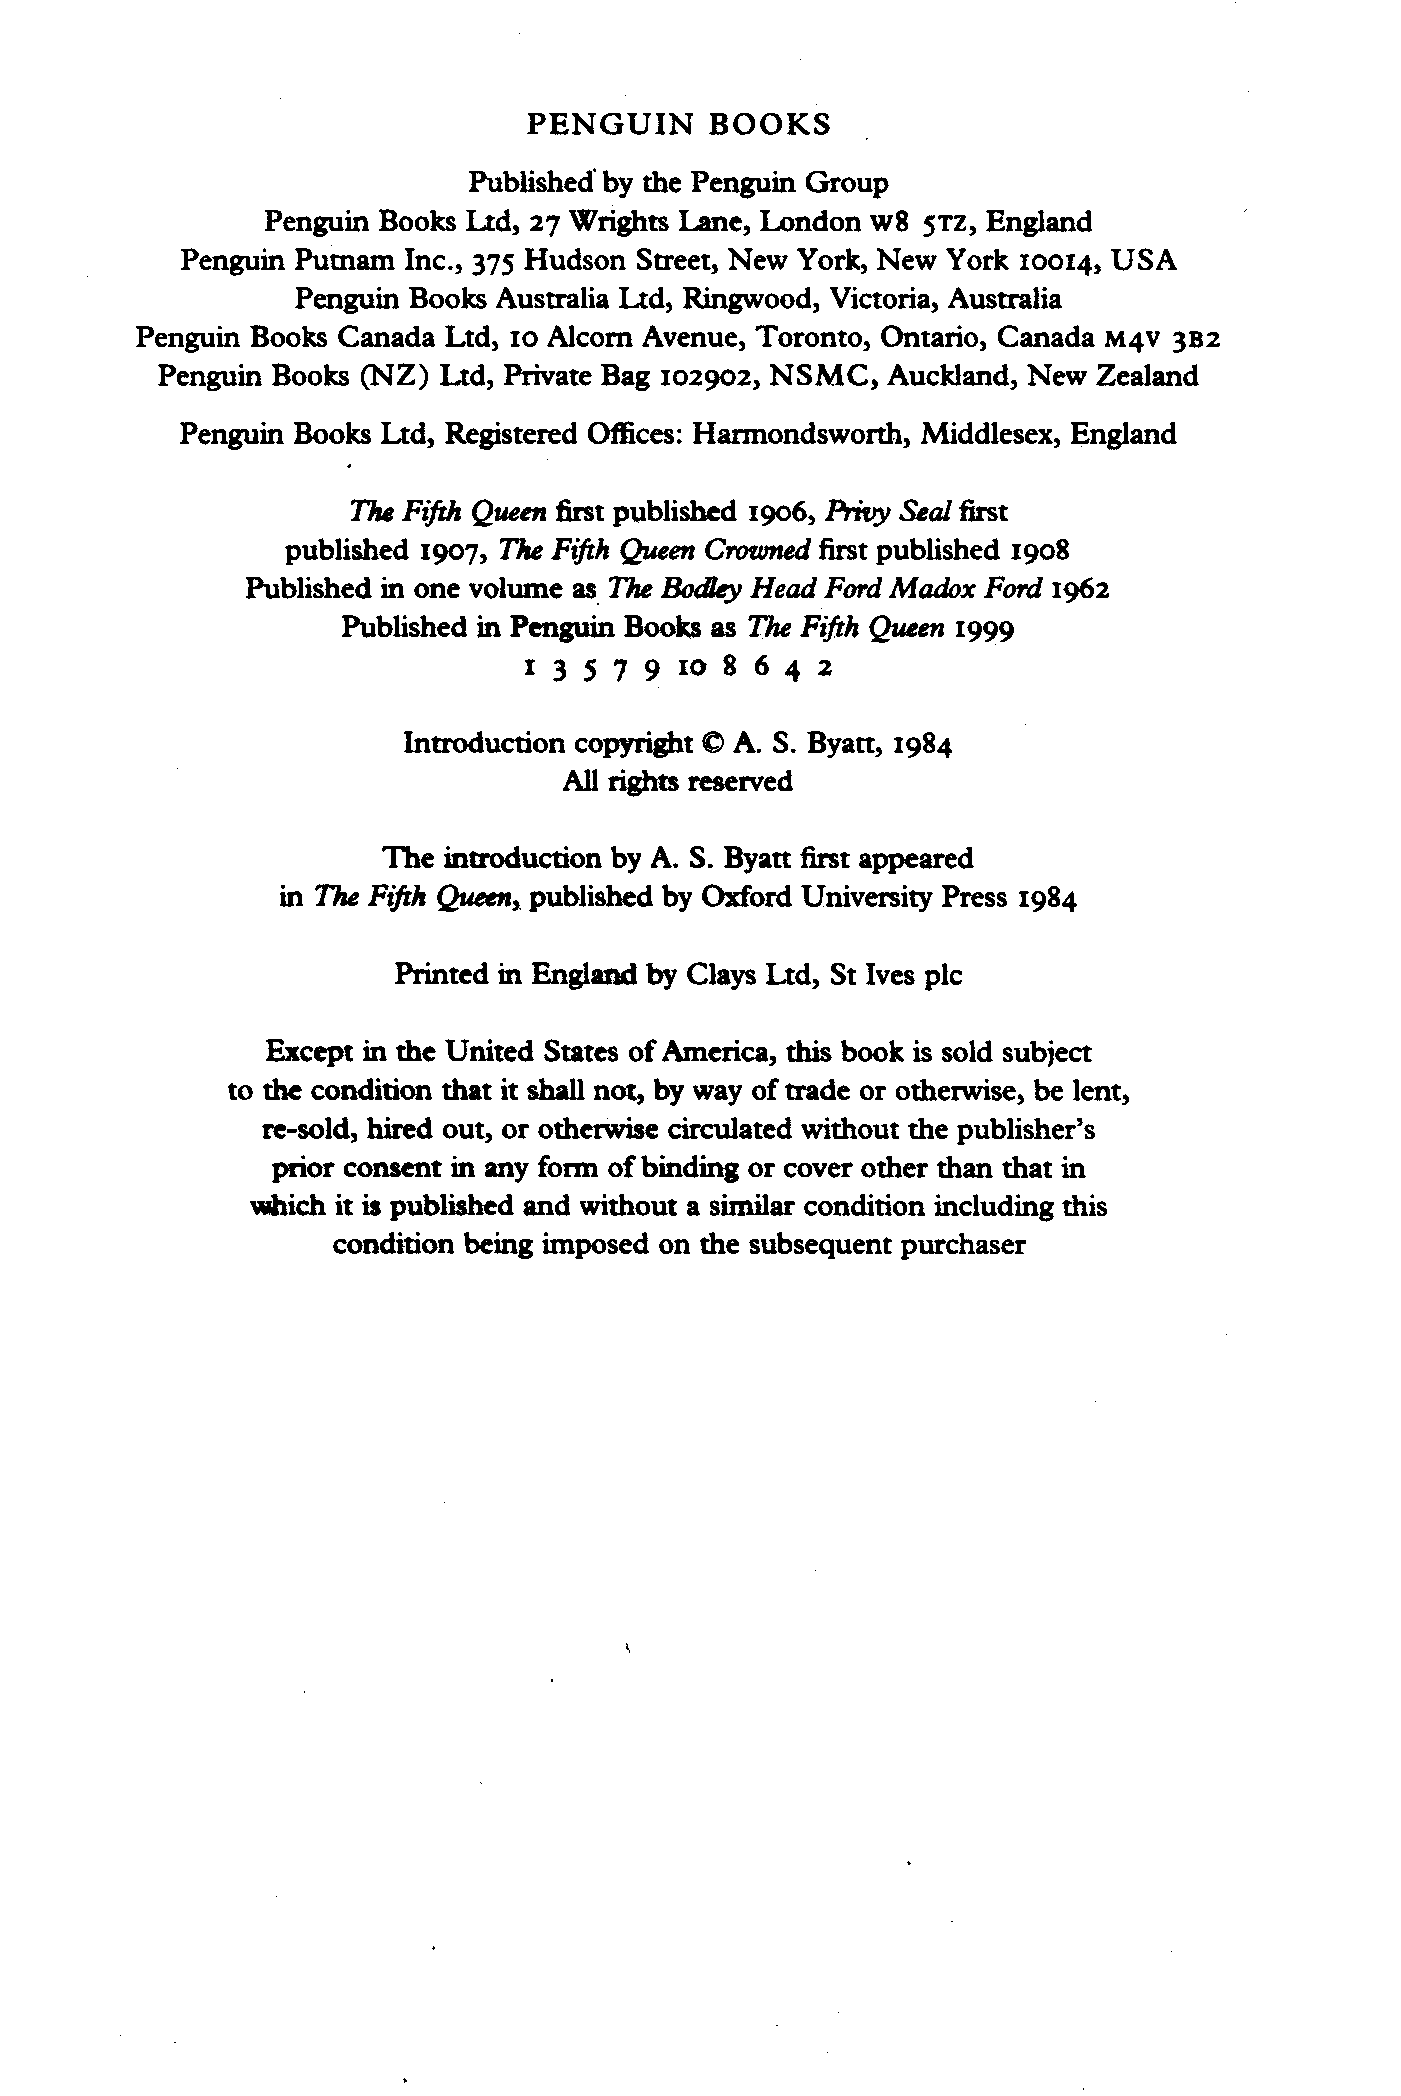 PENGUIN BOOKS
Published by the Penguin Group
Penguin Books Ltd, 27 Wrights Lane, London W8 5TZ, England
Penguin Putnam Inc., 375 Hudson Street, New York, New York 10014, USA
Penguin Books Australia Ltd, Ringwood, Victoria, Australia
Penguin Books Canada Ltd, 10 Alcorn Avenue, Toronto, Ontario, Canada M4V 3B2
Penguin Books (NZ) Ltd, Private Bag 102902, NSMC, Auckland, New Zealand
Penguin Books Ltd, Registered Offices: Harmondsworth, Middlesex, England
The Fifth Queen first published 1906, Privy Seal first
published 1907, The Fifth Queen Crowned first published 1908
Published in one volume as The Bodley Head Ford Madox Ford 1962
Published in Penguin Books as The Fifth Queen 1999
1 3 5 7 9 10 8 6 4 2
Introduction copyright © A. S. Byatt, 1984
All rights reserved
The introduction by A. S. Byatt first appeared
in The Fifth Queen, published by Oxford University Press 1984
Printed in England by Clays Ltd, St Ives plc
Except in the United States of America, this book is sold subject
to the condition that it shall not, by way of trade or otherwise, be lent,
re-sold, hired out, or otherwise circulated without the publisher's
prior consent in any form of binding or cover other than that in
which it is published and without a similar condition including this
condition being imposed on the subsequent purchaser